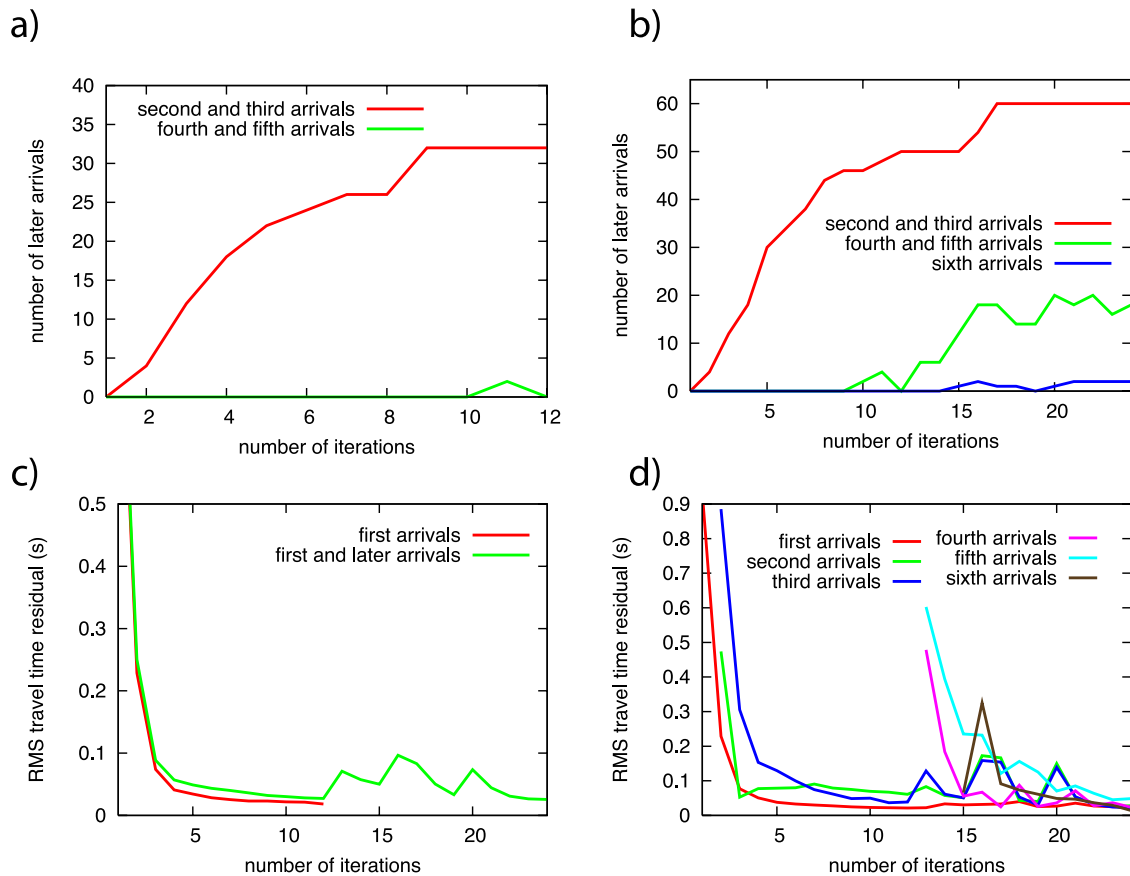 a)
40
35
30
25
20
15
10
5
0
second and third arrivals
fourth and fifth arrivals
number of later arrivals
2 4 6 8 10 12
number of iterations
b)
60
50
40
30
20
10
0
second and third arrivals
fourth and fifth arrivals
sixth arrivals
number of later arrivals
5 10 15 20
number of iterations
c)
0.5
0.4
0.3
0.2
0.1
0
first arrivals
first and later arrivals
RMS travel time residual (s)
5 10 15 20
number of iterations
d)
0.9
0.8
0.7
0.6
0.5
0.4
0.3
0.2
0.1
0
first arrivals
second arrivals
third arrivals
fourth arrivals
fifth arrivals
sixth arrivals
RMS travel time residual (s)
5 10 15 20
number of iterations